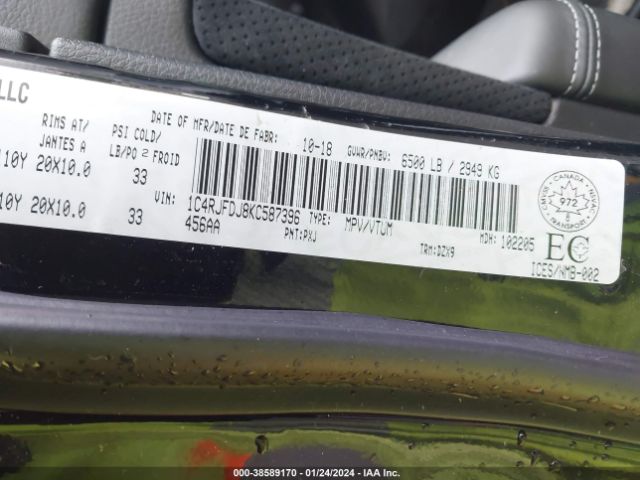 LLC
DATE OF MFR/DATE DE FABR: 10-18 GVWR/PNBV: 6500 LB / 2949 KG
RIMS AT/
JANTES A
PSI COLD/
LB/PO 2 FROID
110Y 20X10.0 33
VIN: 1C4RJFDJ8KC587396 TYPE: MPV/VTUM MDH: 102205
456AA PNT:PXJ TRM:DZX9
10Y 20X10.0 33
CANADA
972
EC
ICES/NMB-002
000-38589170 - 01/24/2024 - IAA Inc.